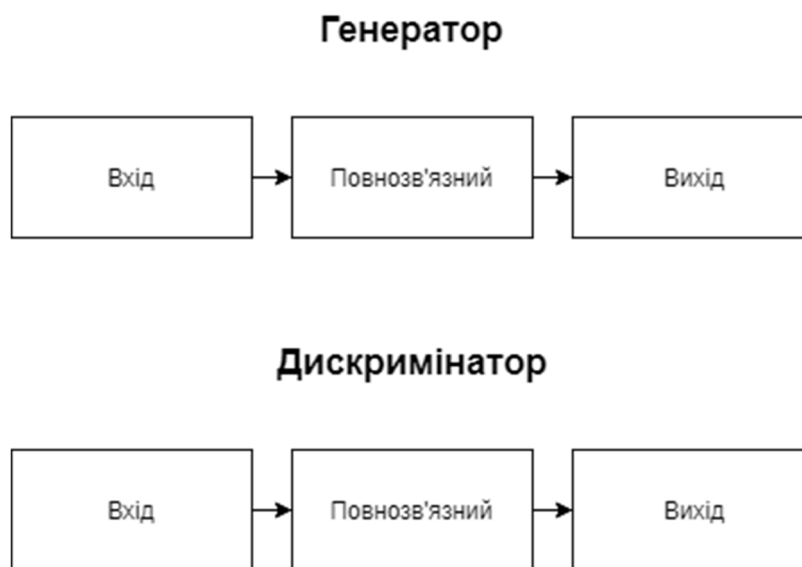 Генератор
Вхід
Повнозв'язний
Вихід
Дискримінатор
Вхід
Повнозв'язний
Вихід